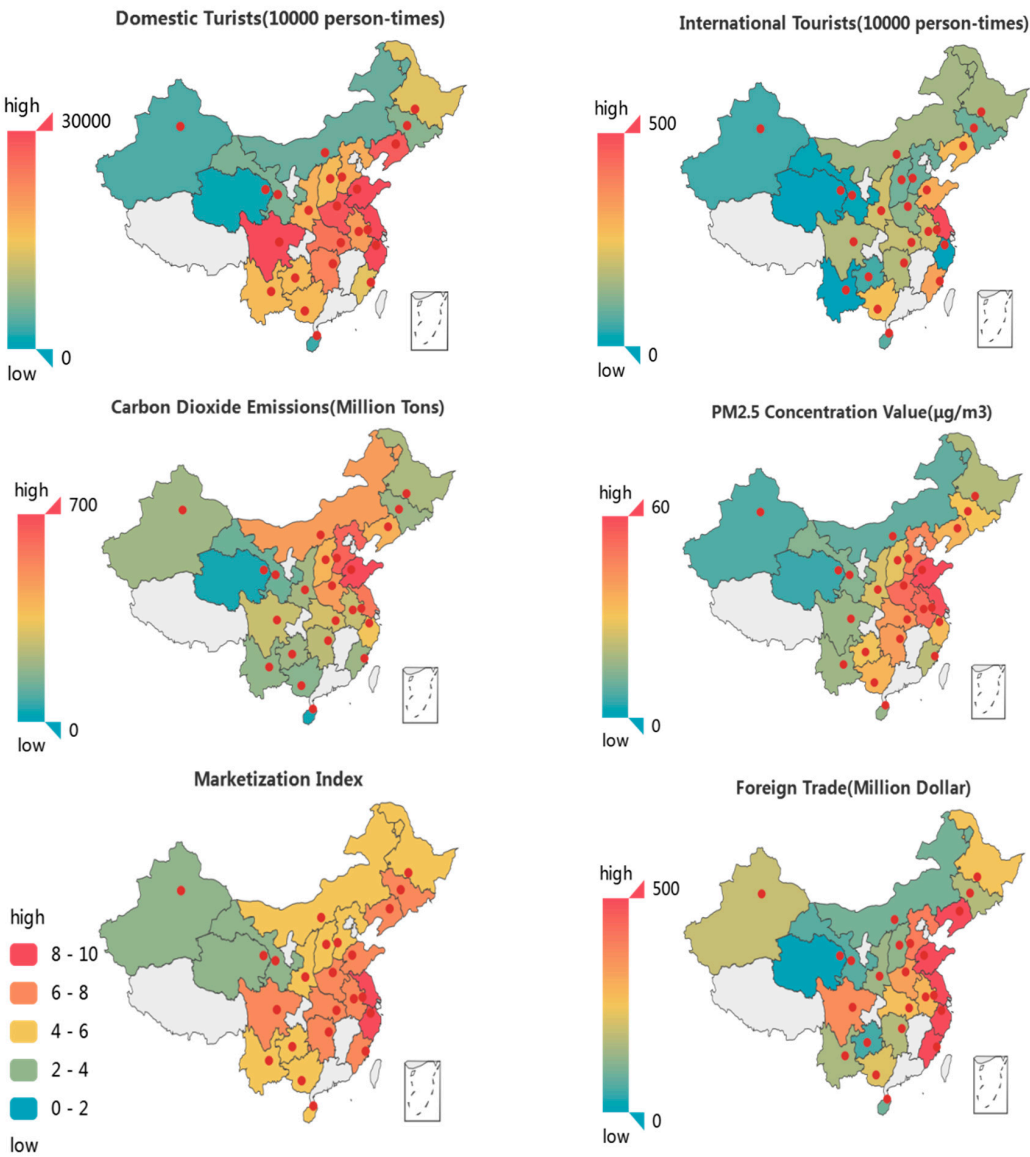 Domestic Turists(10000 person-times)
high
30000
0
low
International Tourists(10000 person-times)
high
500
0
low
Carbon Dioxide Emissions(Million Tons)
high
700
0
low
PM2.5 Concentration Value(μg/m3)
high
60
0
low
Marketization Index
high
8 - 10
6 - 8
4 - 6
2 - 4
0 - 2
low
Foreign Trade(Million Dollar)
high
500
0
low